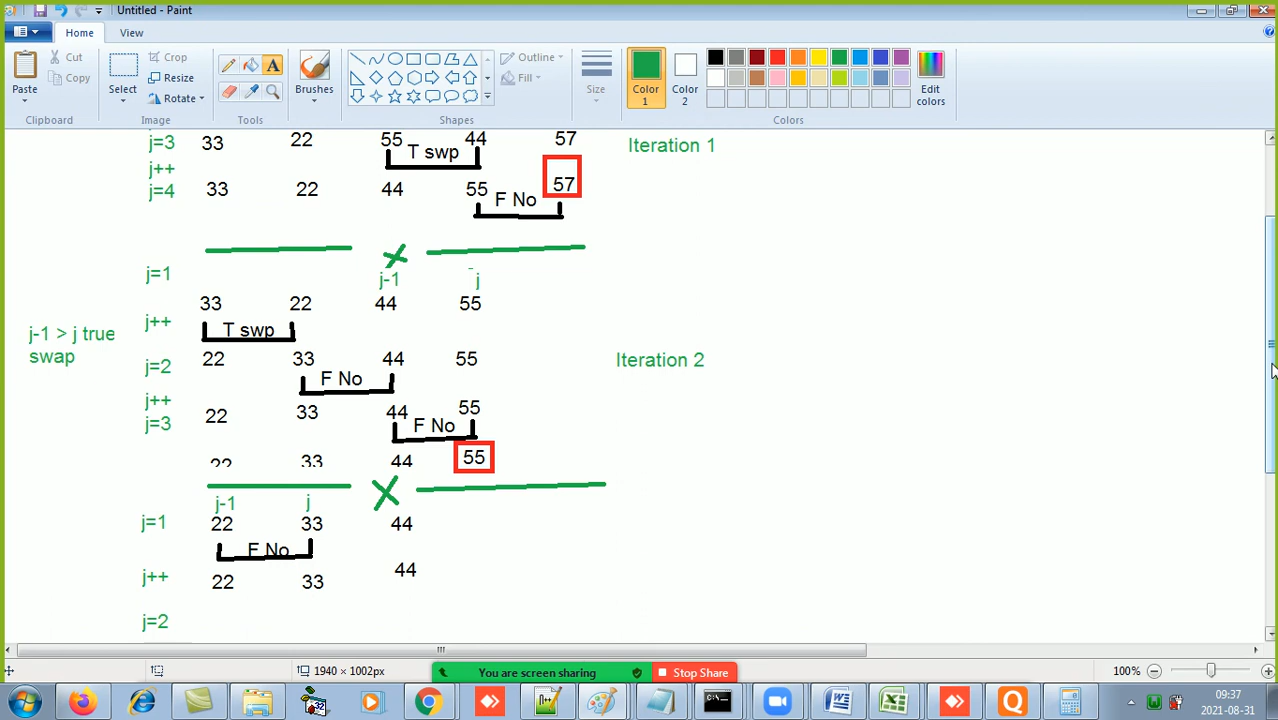 Untitled - Paint
Home View
Paste
Cut
Copy
Clipboard
Select
Crop
Resize
Rotate
Image
Tools
Brushes
Shapes
Outline
Fill
Size
Color 1
Color 2
Colors
Edit colors
j=3 33 22 55 44 57 Iteration 1
T swp
j++
j=4 33 22 44 55 57
F No
j=1 j-1 j
33 22 44 55
j++ T swp
j-1 > j true
swap
j=2 22 33 44 55 Iteration 2
F No
j++
j=3 22 33 44 55
F No
22 33 44 55
j-1 j
j=1 22 33 44
F No
j++ 22 33 44
j=2
1940 × 1002px
You are screen sharing
Stop Share
100%
32
09:37
2021-08-31